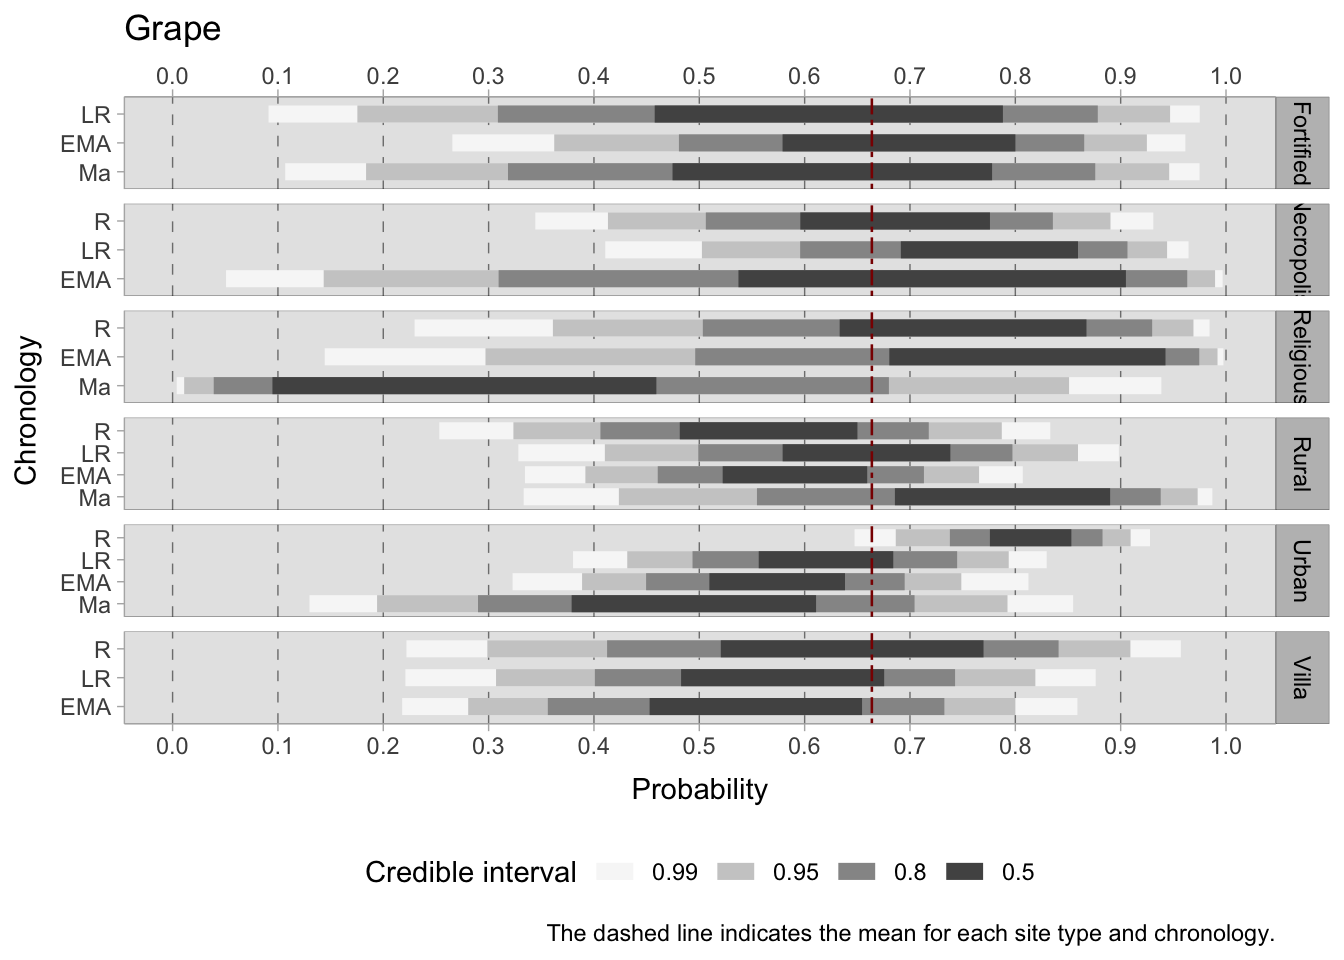 Grape
0.0 0.1 0.2 0.3 0.4 0.5 0.6 0.7 0.8 0.9 1.0
LR
EMA
Ma
Fortified
R
LR
EMA
Necropolis
R
EMA
Ma
Religious
R
LR
EMA
Ma
Rural
R
LR
EMA
Ma
Urban
R
LR
EMA
Villa
Chronology
0.0 0.1 0.2 0.3 0.4 0.5 0.6 0.7 0.8 0.9 1.0
Probability
Credible interval 0.99 0.95 0.8 0.5
The dashed line indicates the mean for each site type and chronology.